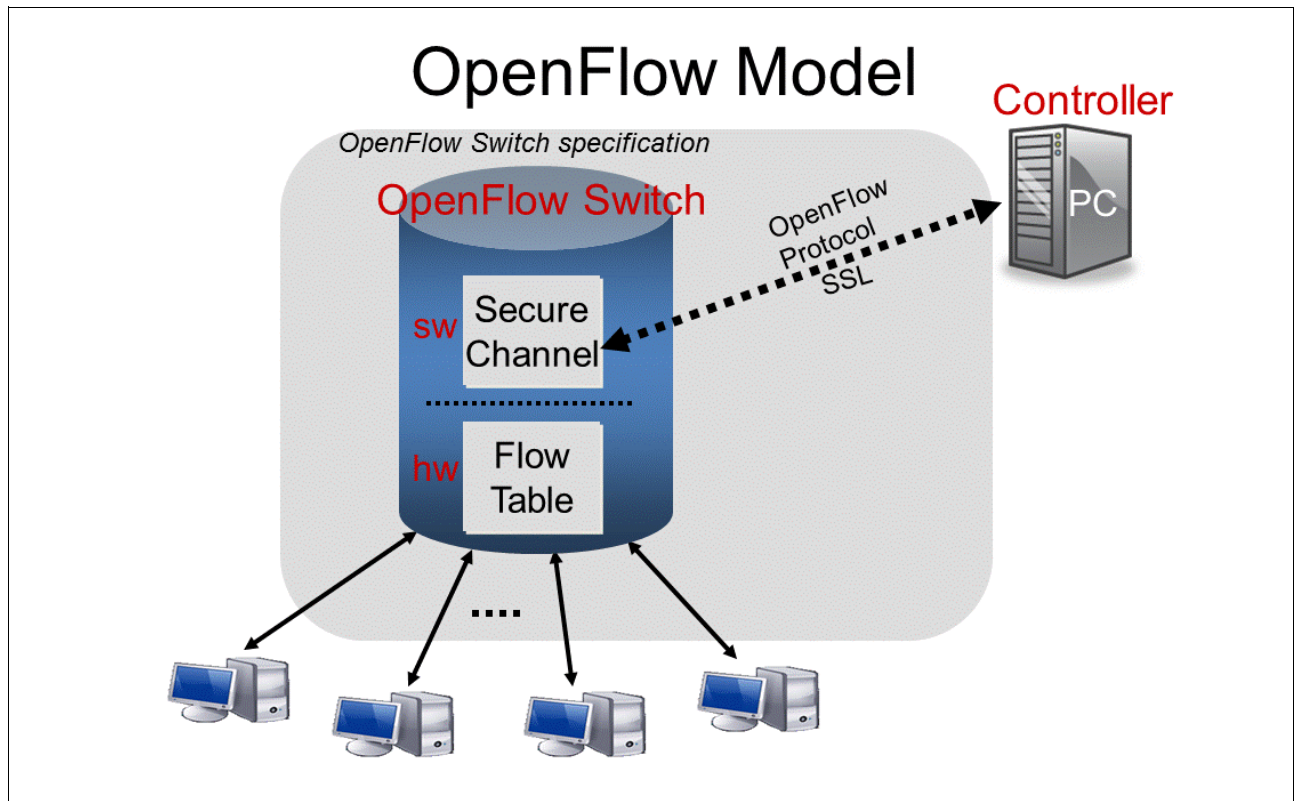 OpenFlow Model
Controller
OpenFlow Switch specification
OpenFlow Switch
PC
OpenFlow
Protocol
SSL
sw
Secure
Channel
hw
Flow
Table